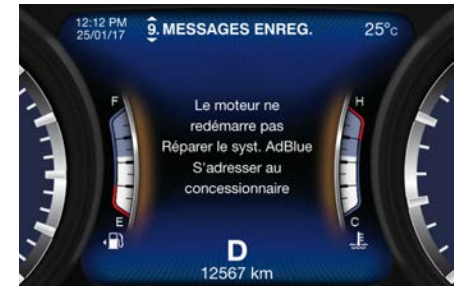 12:12 PM
25/01/17
9. MESSAGES ENREG.
25°c
F
H
Le moteur ne
redémarre pas
Réparer le syst. AdBlue
S'adresser au
concessionnaire
E
C
D
12567 km